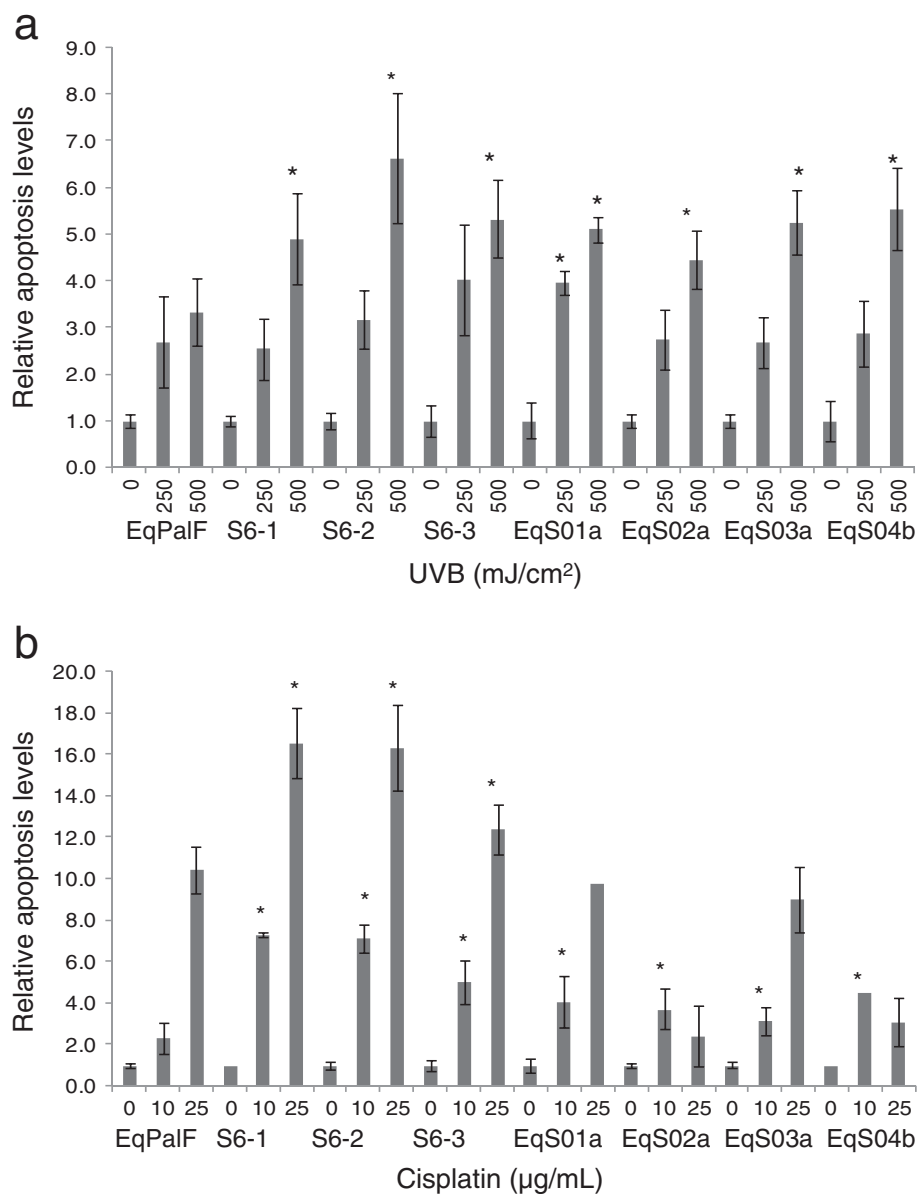 a
Relative apoptosis levels
9.0
8.0
7.0
6.0
5.0
4.0
3.0
2.0
1.0
0.0
* * * * * * * * *
0 250 500 0 250 500 0 250 500 0 250 500 0 250 500 0 250 500 0 250 500 0 250 500
EqPalF S6-1 S6-2 S6-3 EqS01a EqS02a EqS03a EqS04b
UVB (mJ/cm²)
b
Relative apoptosis levels
20.0
18.0
16.0
14.0
12.0
10.0
8.0
6.0
4.0
2.0
0.0
* * * * * * * * * *
0 10 25 0 10 25 0 10 25 0 10 25 0 10 25 0 10 25 0 10 25 0 10 25
EqPalF S6-1 S6-2 S6-3 EqS01a EqS02a EqS03a EqS04b
Cisplatin (µg/mL)